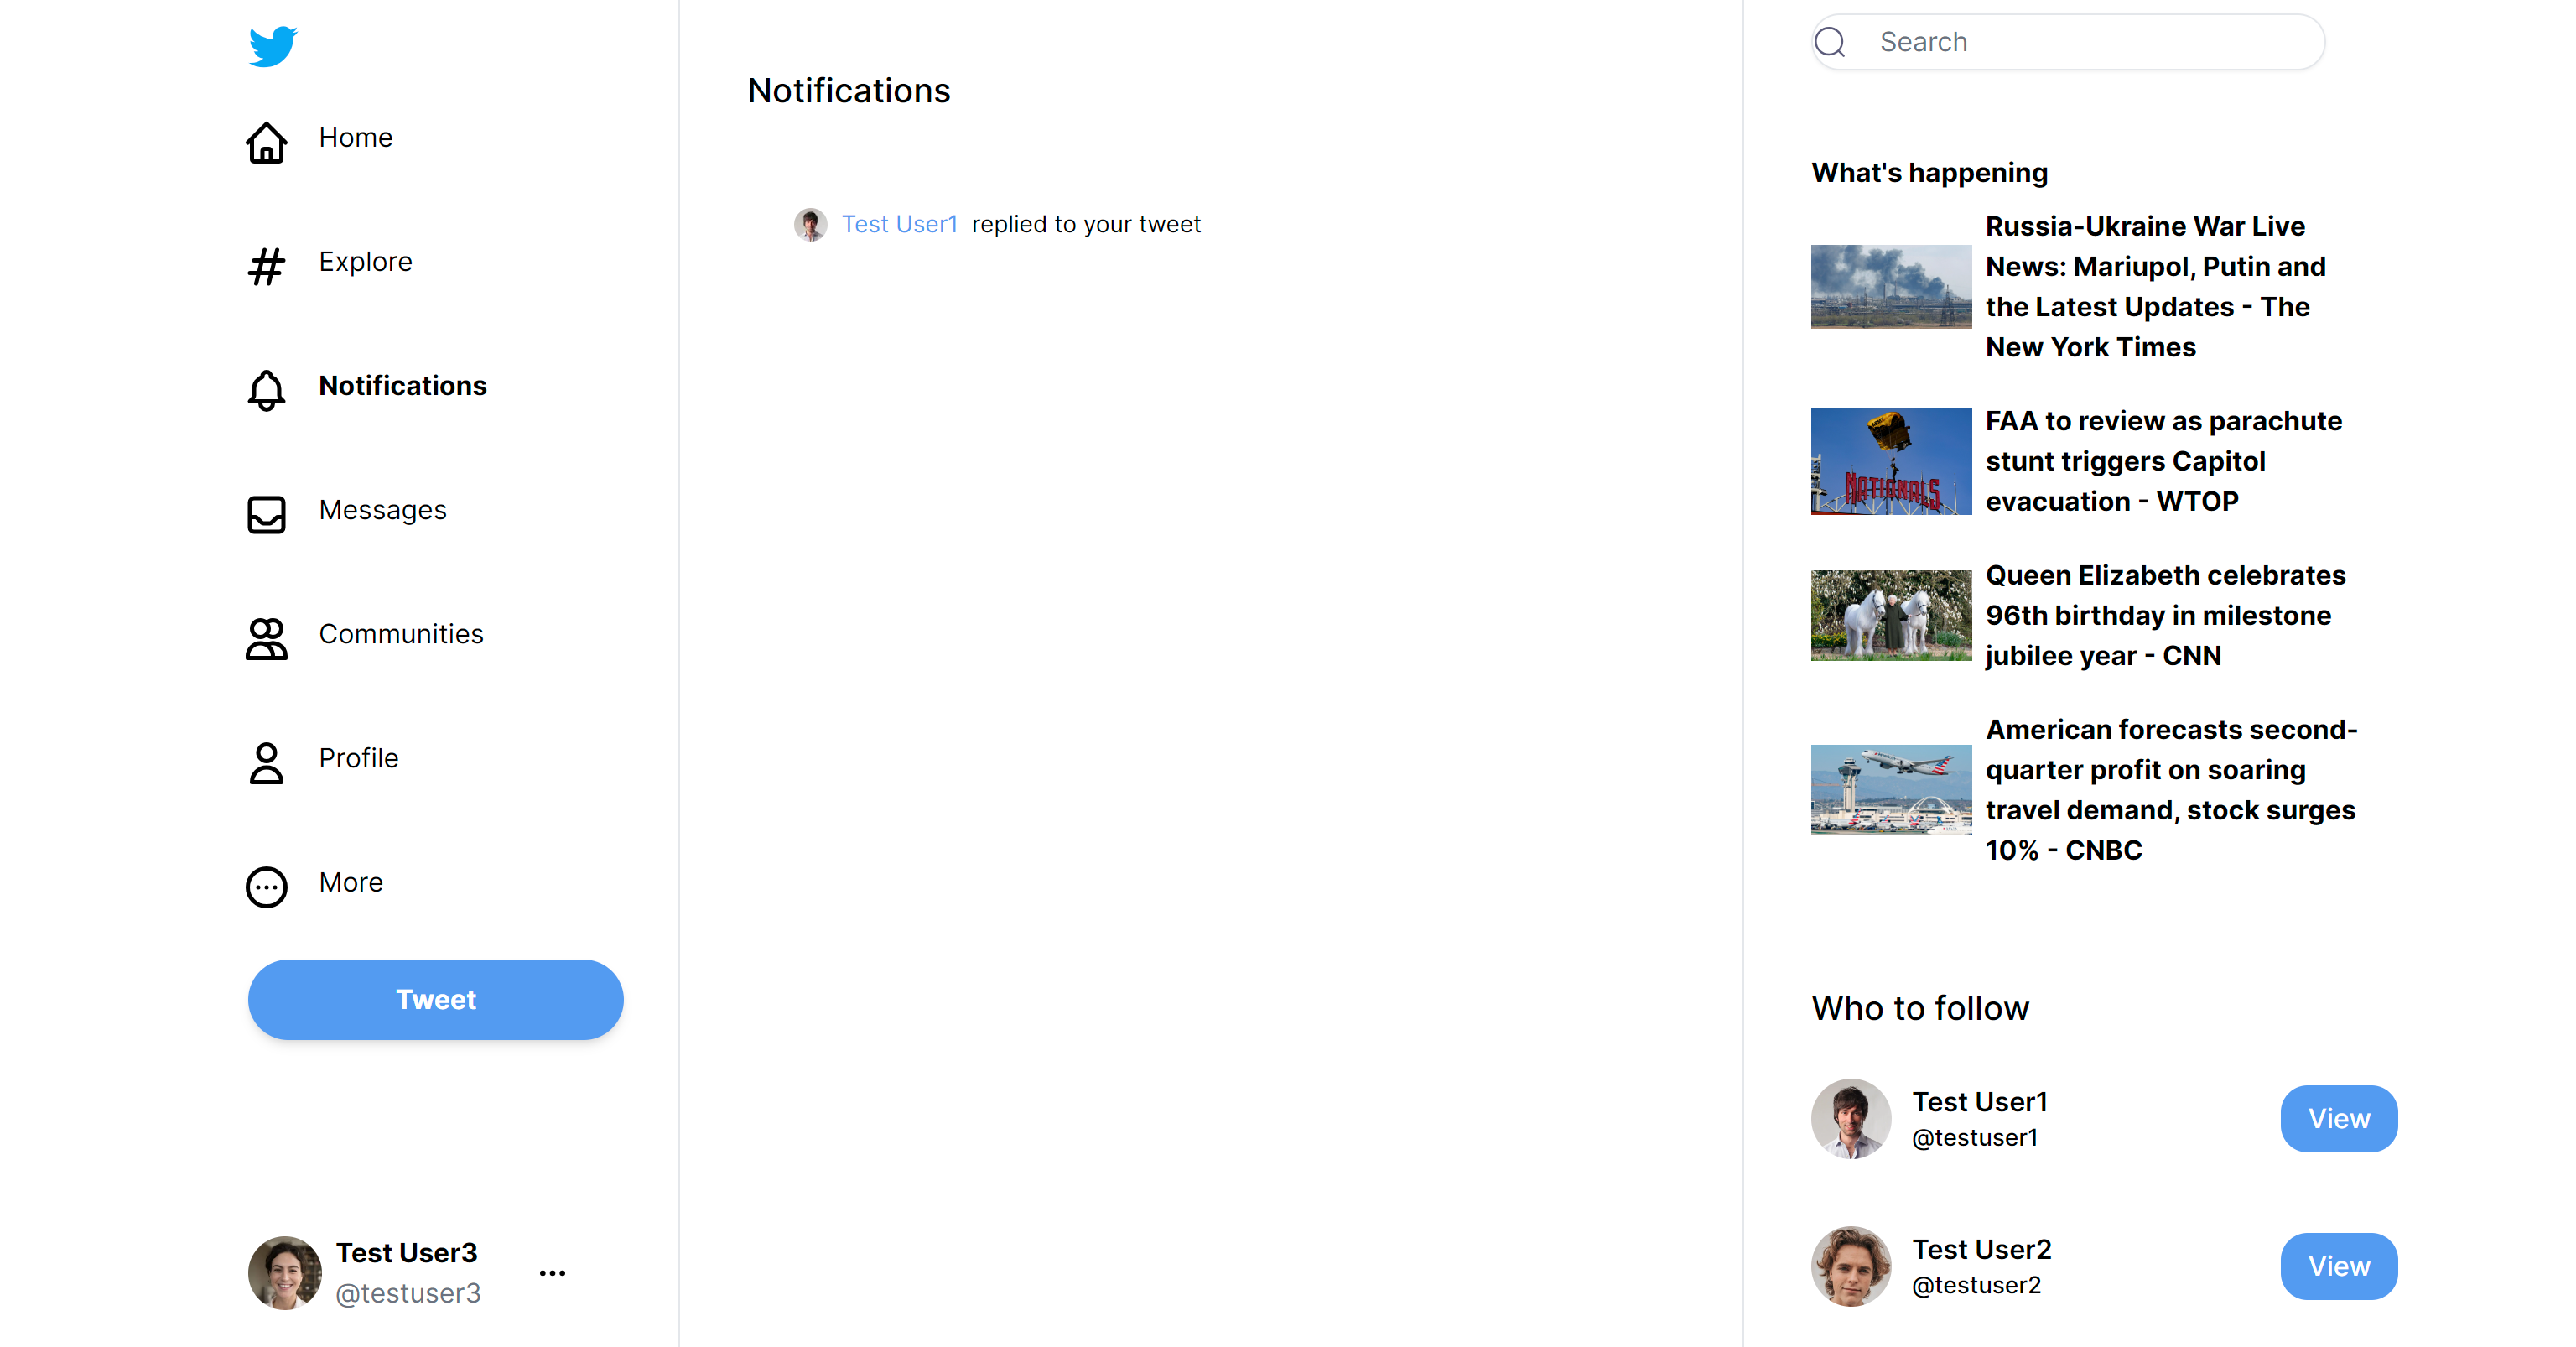 Home
Explore
Notifications
Messages
Communities
Profile
More
Tweet
Test User3
@testuser3
Notifications
Test User1 replied to your tweet
Search
What's happening
Russia-Ukraine War Live
News: Mariupol, Putin and
the Latest Updates - The
New York Times
FAA to review as parachute
stunt triggers Capitol
evacuation - WTOP
NATIONALS
Queen Elizabeth celebrates
96th birthday in milestone
jubilee year - CNN
American forecasts second-
quarter profit on soaring
travel demand, stock surges
10% - CNBC
Who to follow
Test User1
@testuser1
View
Test User2
@testuser2
View